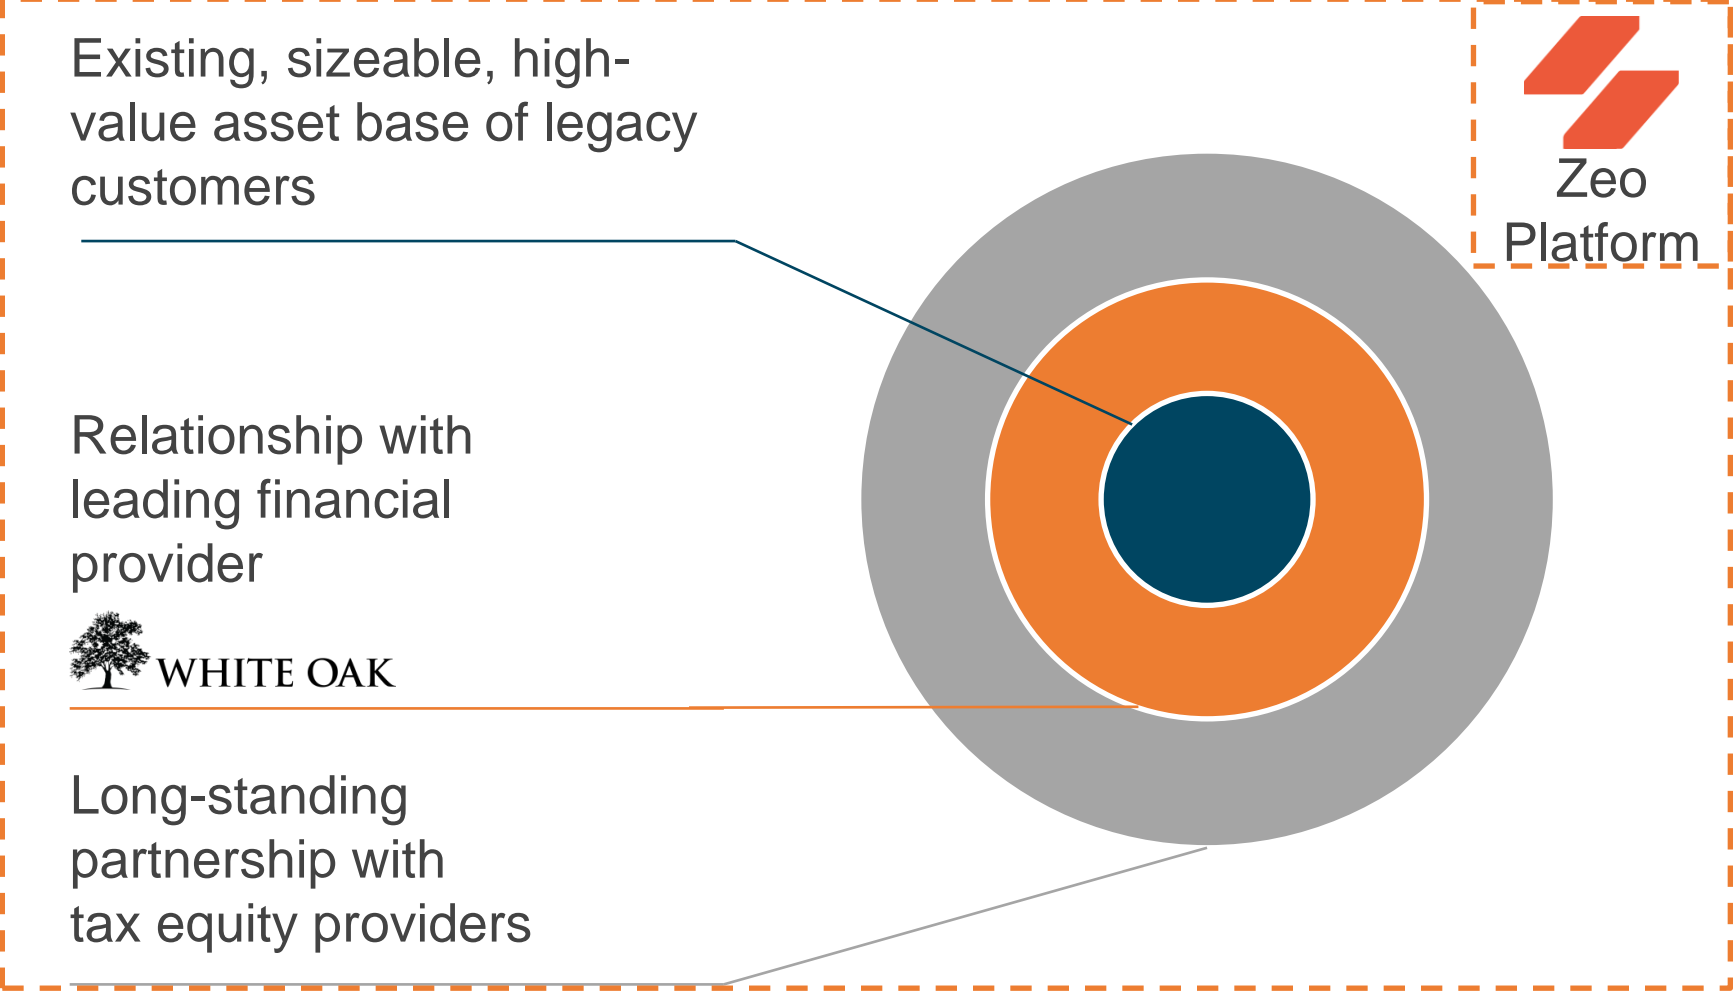 Existing, sizeable, high-
value asset base of legacy
customers
Zeo
Platform
Relationship with
leading financial
provider
WHITE OAK
Long-standing
partnership with
tax equity providers